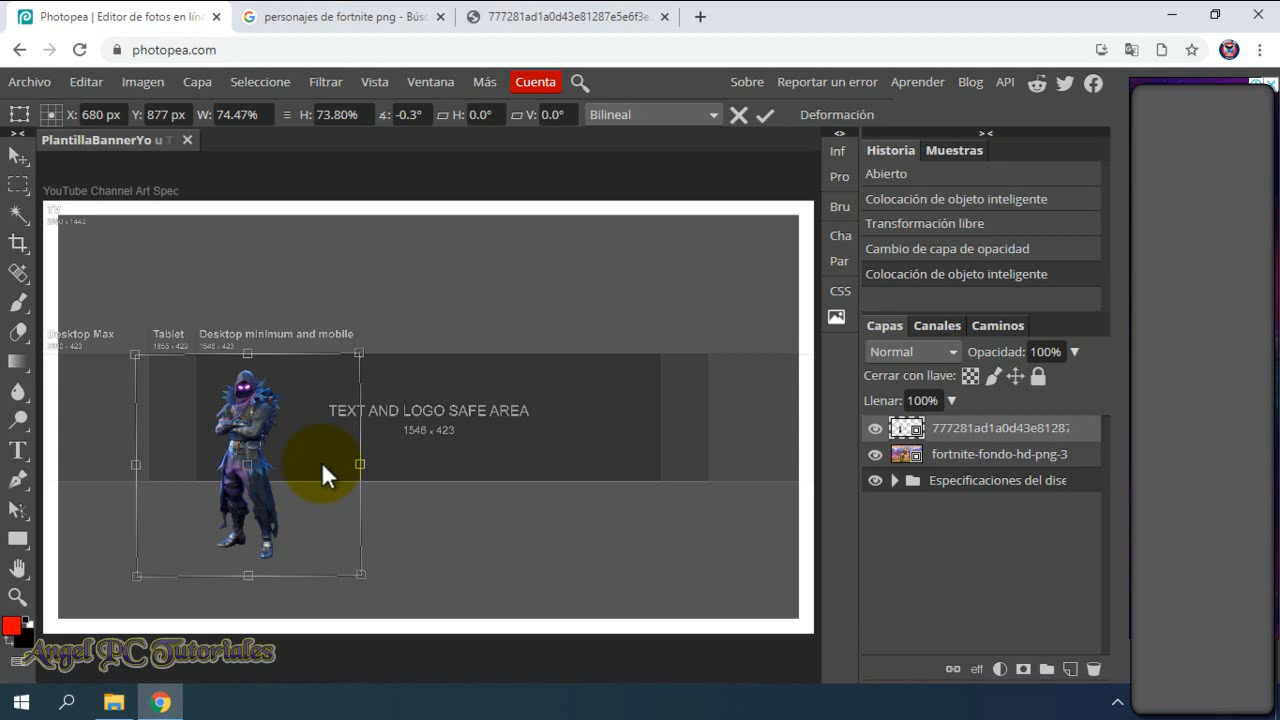 Photopea | Editor de fotos en líne
personajes de fortnite png - Bús
777281ad1a0d43e81287e5e6f3e
photopea.com
Archivo Editar Imagen Capa Seleccione Filtrar Vista Ventana Más Cuenta
Sobre Reportar un error Aprender Blog API
X: 680 px Y: 877 px W: 74.47% H: 73.80% -0.3° H: 0.0° V: 0.0° Bilineal Deformación
PlantillaBannerYo u T
YouTube Channel Art Spec
TV
Desktop Max Tablet Desktop minimum and mobile
TEXT AND LOGO SAFE AREA
1546 x 423
Inf
Pro
Bru
Cha
Par
CSS
Historia Muestras
Abierto
Colocación de objeto inteligente
Transformación libre
Cambio de capa de opacidad
Colocación de objeto inteligente
Capas Canales Caminos
Normal Opacidad: 100%
Cerrar con llave:
Llenar: 100%
777281ad1a0d43e81287
fortnite-fondo-hd-png-3
Especificaciones del dise
eff
Angel PC Tutoriales